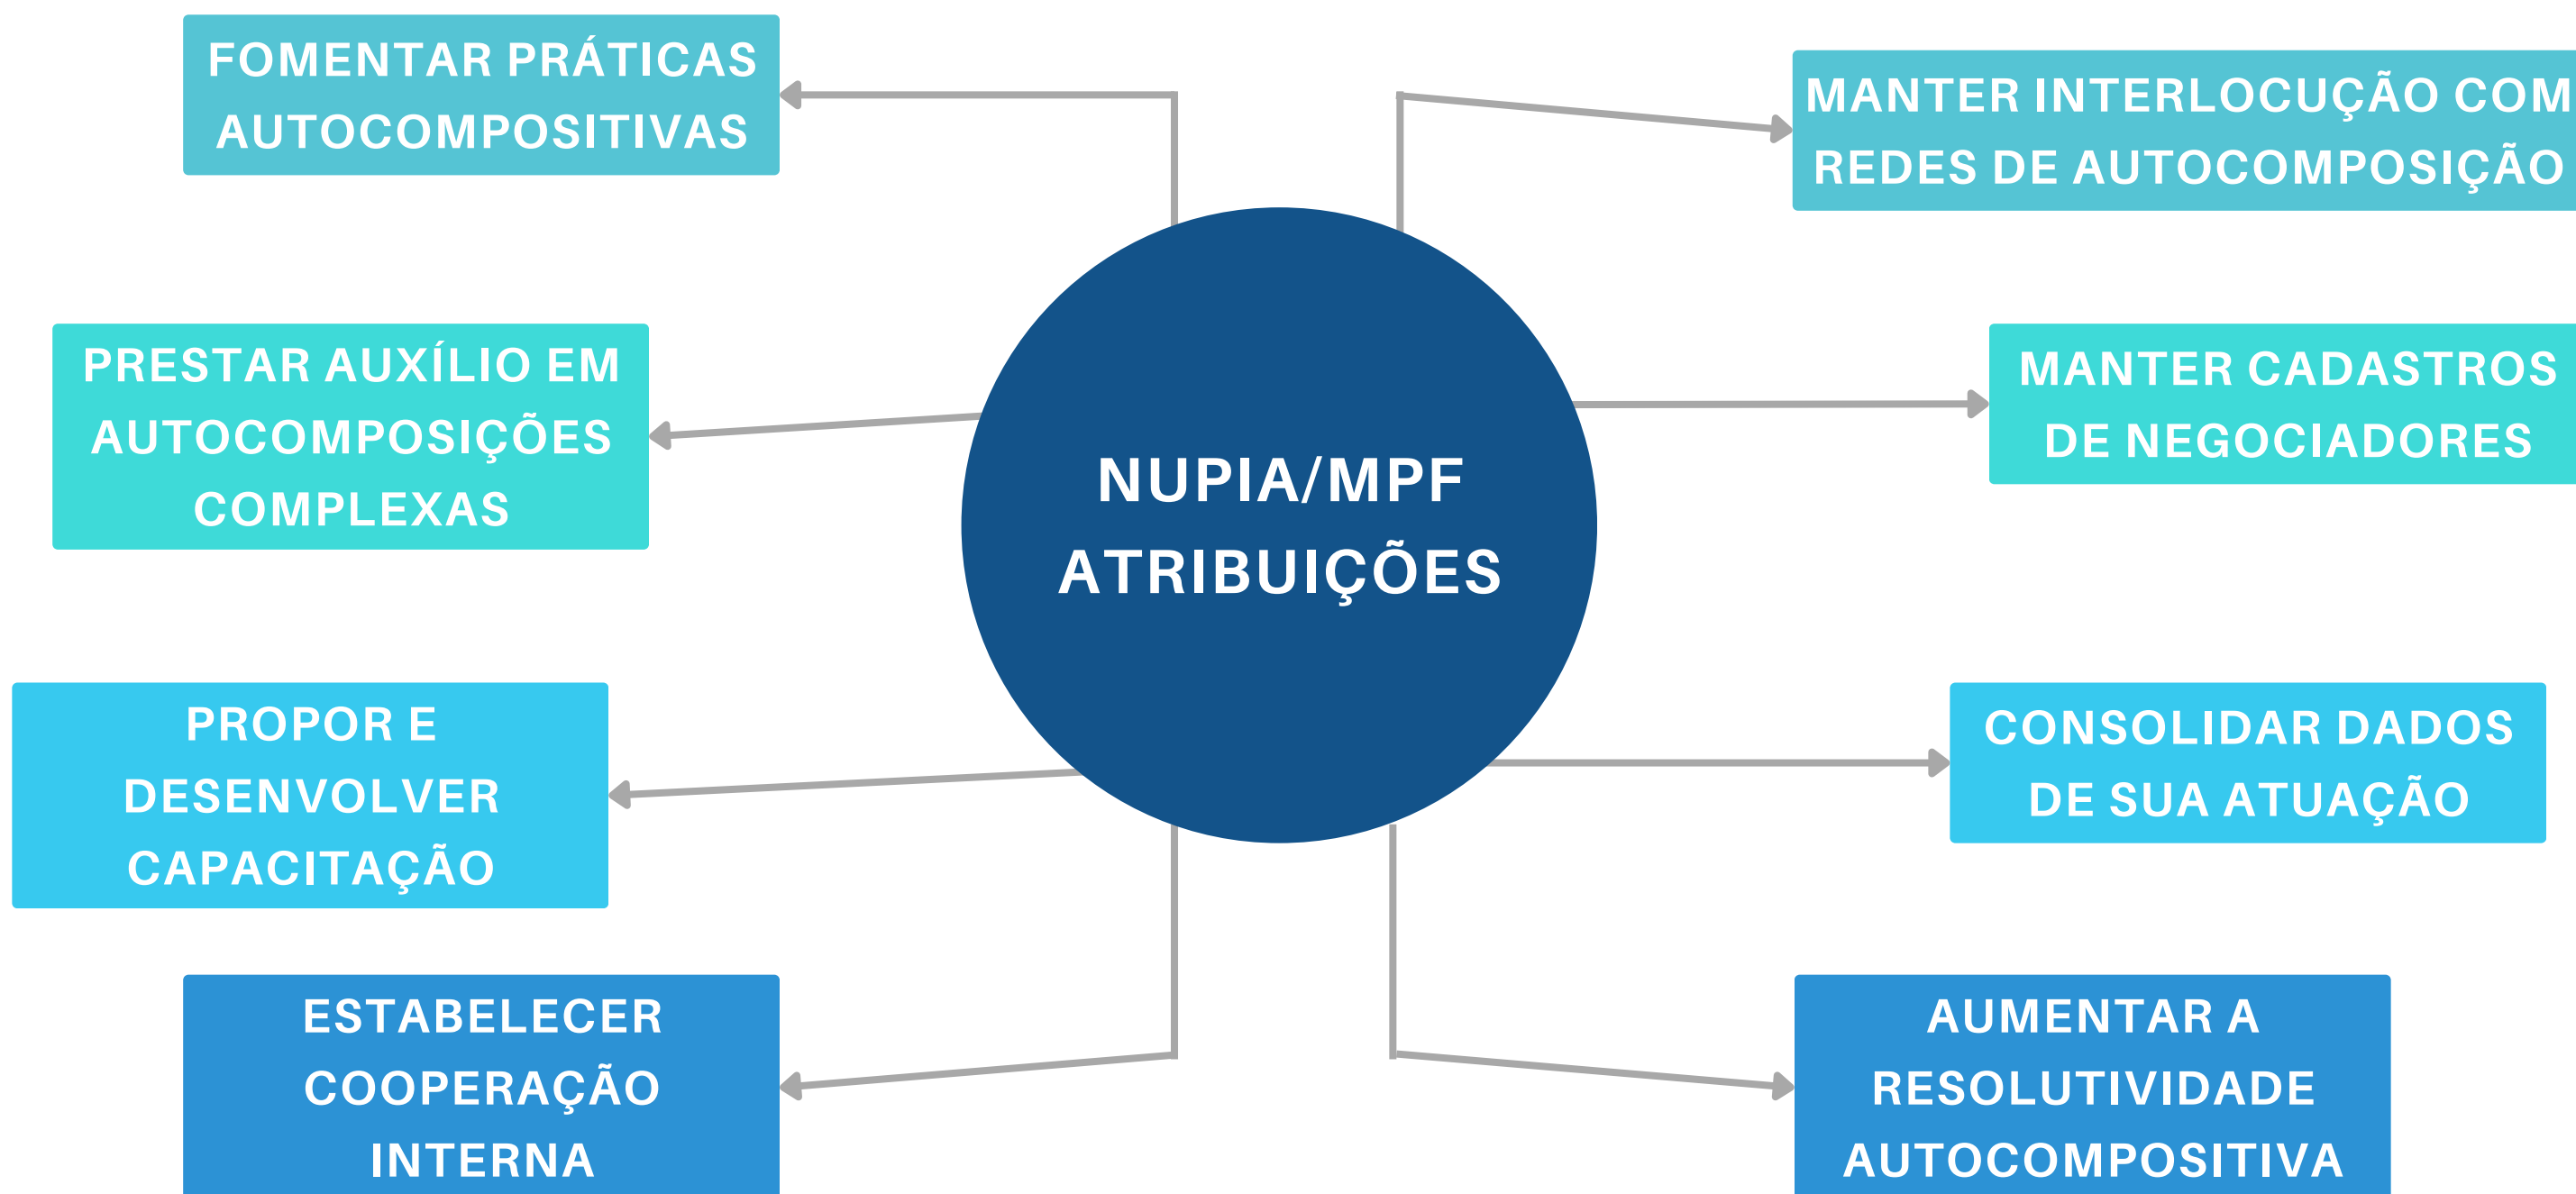 FOMENTAR PRÁTICAS
AUTOCOMPOSITIVAS
MANTER INTERLOCUÇÃO COM
REDES DE AUTOCOMPOSIÇÃO
PRESTAR AUXÍLIO EM
AUTOCOMPOSIÇÕES
COMPLEXAS
MANTER CADASTROS
DE NEGOCIADORES
NUPIA/MPF
ATRIBUIÇÕES
PROPOR E
DESENVOLVER
CAPACITAÇÃO
CONSOLIDAR DADOS
DE SUA ATUAÇÃO
ESTABELECER
COOPERAÇÃO
INTERNA
AUMENTAR A
RESOLUTIVIDADE
AUTOCOMPOSITIVA